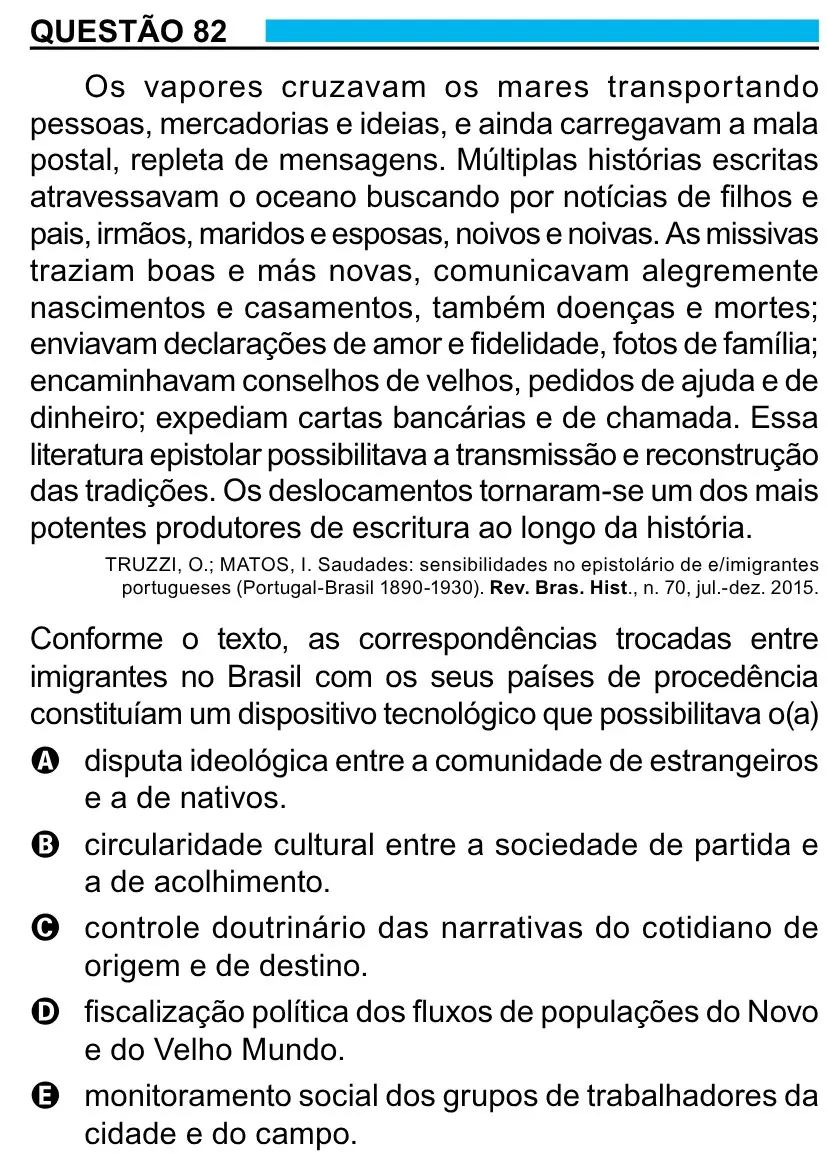 QUESTÃO 82
Os vapores cruzavam os mares transportando
pessoas, mercadorias e ideias, e ainda carregavam a mala
postal, repleta de mensagens. Múltiplas histórias escritas
atravessavam o oceano buscando por notícias de filhos e
pais, irmãos, maridos e esposas, noivos e noivas. As missivas
traziam boas e más novas, comunicavam alegremente
nascimentos e casamentos, também doenças e mortes;
enviavam declarações de amor e fidelidade, fotos de família;
encaminhavam conselhos de velhos, pedidos de ajuda e de
dinheiro; expediam cartas bancárias e de chamada. Essa
literatura epistolar possibilitava a transmissão e reconstrução
das tradições. Os deslocamentos tornaram-se um dos mais
potentes produtores de escritura ao longo da história.
TRUZZI, O.; MATOS, I. Saudades: sensibilidades no epistolário de e/imigrantes
portugueses (Portugal-Brasil 1890-1930). Rev. Bras. Hist., n. 70, jul.-dez. 2015.
Conforme o texto, as correspondências trocadas entre
imigrantes no Brasil com os seus países de procedência
constituíam um dispositivo tecnológico que possibilitava o(a)
A disputa ideológica entre a comunidade de estrangeiros
e a de nativos.
B circularidade cultural entre a sociedade de partida e
a de acolhimento.
C controle doutrinário das narrativas do cotidiano de
origem e de destino.
D fiscalização política dos fluxos de populações do Novo
e do Velho Mundo.
E monitoramento social dos grupos de trabalhadores da
cidade e do campo.